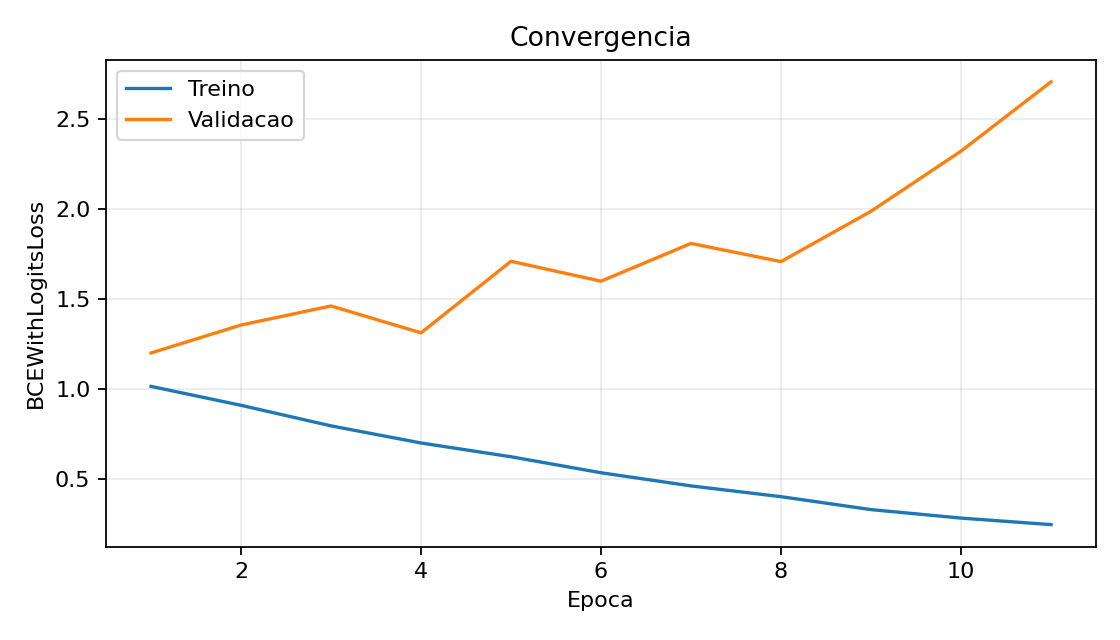 Convergencia
Treino
Validacao
2.5
2.0
1.5
1.0
0.5
BCEWithLogitsLoss
2 4 6 8 10
Epoca